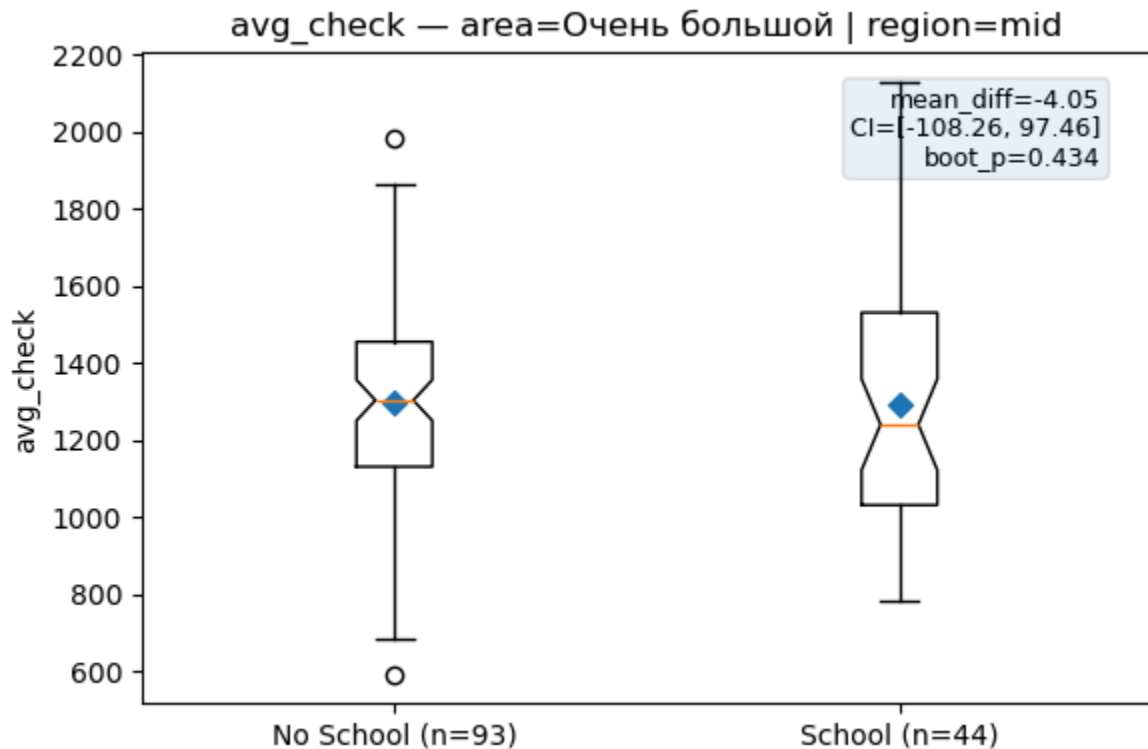 avg_check — area=Очень большой | region=mid
2200
2000
1800
1600
1400
1200
1000
800
600
avg_check
mean_diff=-4.05
CI=[-108.26, 97.46]
boot_p=0.434
No School (n=93)
School (n=44)